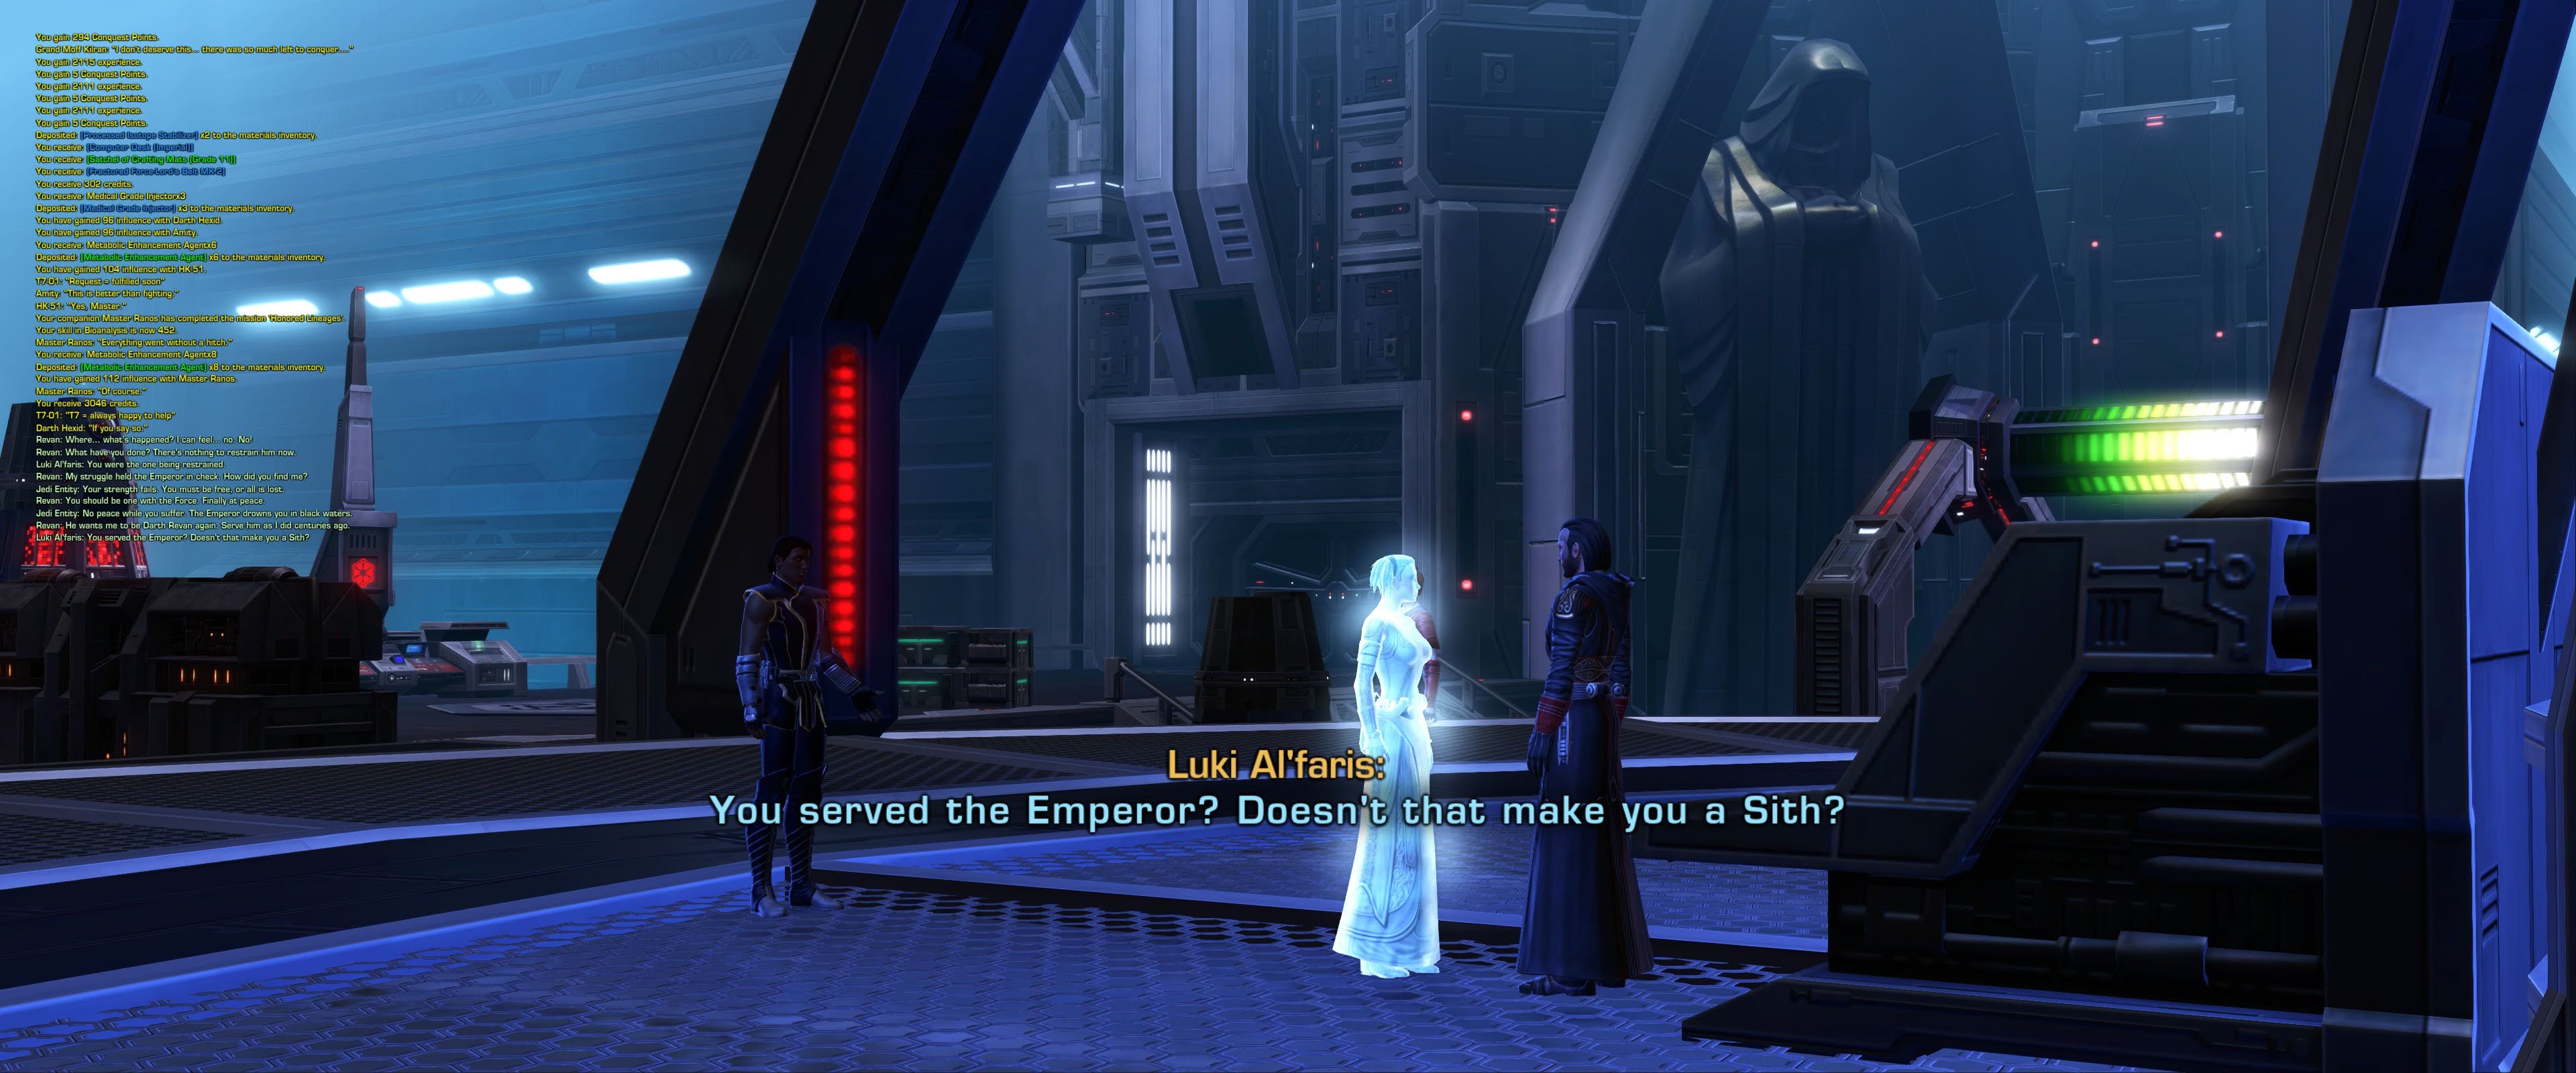 You gain 294 Conquest Points.
Grand Moff Kilran: "I don't deserve this... there was so much left to conquer...."
You gain 2115 experience.
You gain 5 Conquest Points.
You gain 2111 experience.
You gain 5 Conquest Points.
You gain 2111 experience.
You gain 5 Conquest Points.
Deposited: [Processed Isotope Stabilizer] x2 to the materials inventory.
You receive: [Computer Desk (Imperial)]
You receive: [Satchel of Crafting Mats (Grade 11)]
You receive: [Fractured Force-Lord's Belt MK-2]
You receive 302 credits.
You receive: Medical Grade Injectorx3
Deposited: [Medical Grade Injector] x3 to the materials inventory.
You have gained 96 influence with Darth Hexid.
You have gained 96 influence with Amity.
You receive: Metabolic Enhancement Agentx6
Deposited: [Metabolic Enhancement Agent] x6 to the materials inventory.
You have gained 104 influence with HK-51.
T7-O1: "Request = fulfilled soon"
Amity: "This is better than fighting."
HK-51: "Yes, Master."
Your companion Master Ranos has completed the mission 'Honored Lineages'.
Your skill in Bioanalysis is now 452.
Master Ranos: "Everything went without a hitch."
You receive: Metabolic Enhancement Agentx8
Deposited: [Metabolic Enhancement Agent] x8 to the materials inventory.
You have gained 112 influence with Master Ranos.
Master Ranos: "Of course."
You receive 3046 credits.
T7-O1: "T7 = always happy to help"
Darth Hexid: "If you say so."
Revan: Where... what's happened? I can feel... no. No!
Revan: What have you done? There's nothing to restrain him now.
Luki Al'faris: You were the one being restrained.
Revan: My struggle held the Emperor in check. How did you find me?
Jedi Entity: Your strength fails. You must be free, or all is lost.
Revan: You should be one with the Force. Finally at peace.
Jedi Entity: No peace while you suffer. The Emperor drowns you in black waters.
Revan: He wants me to be Darth Revan again. Serve him as I did centuries ago.
Luki Al'faris: You served the Emperor? Doesn't that make you a Sith?
Luki Al'faris:
You served the Emperor? Doesn't that make you a Sith?